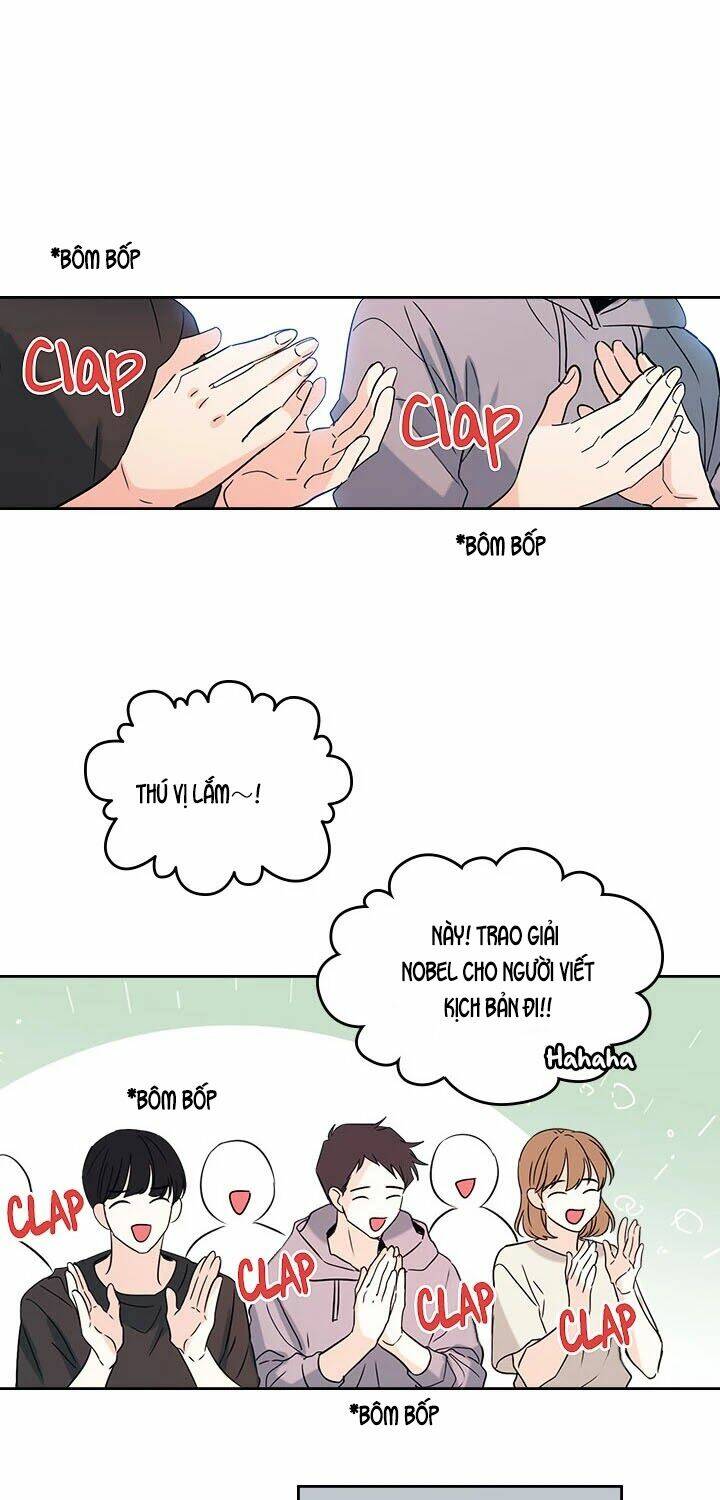 *BÔM BỐP
Clap
Clap
*BÔM BỐP
THÚ VỊ LẮM~!
NÀY! TRAO GIẢI
NOBEL CHO NGƯỜI VIẾT
KỊCH BẢN ĐI!!
Hahaha
*BÔM BỐP
CLAP
CLAP
CLAP
CLAP
*BÔM BỐP